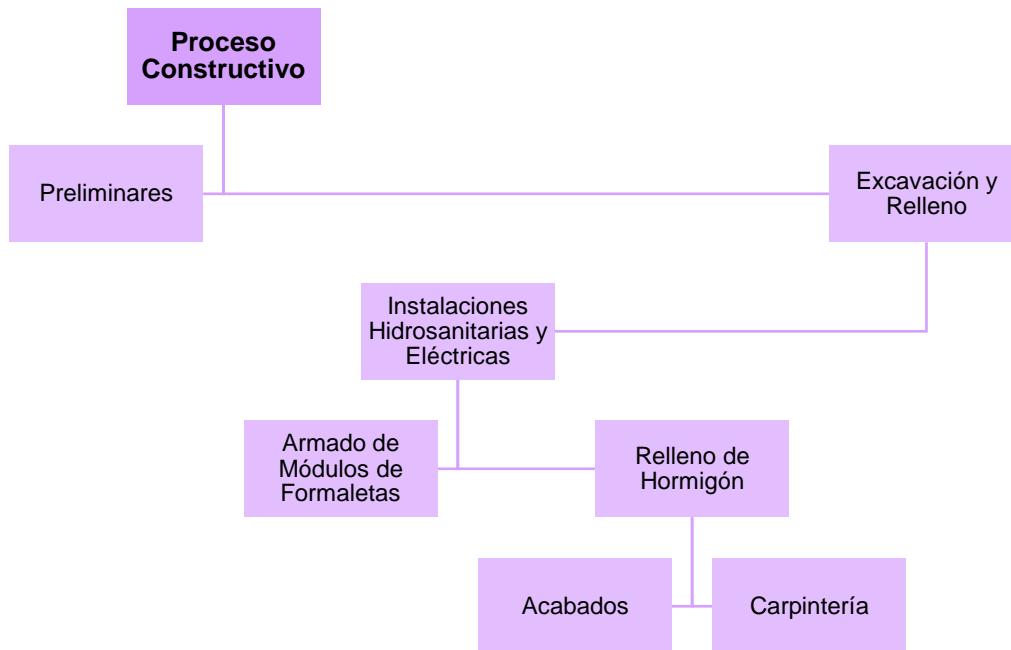 Proceso
Constructivo
Preliminares
Excavación y
Relleno
Instalaciones
Hidrosanitarias y
Eléctricas
Armado de
Módulos de
Formaletas
Relleno de
Hormigón
Acabados
Carpintería